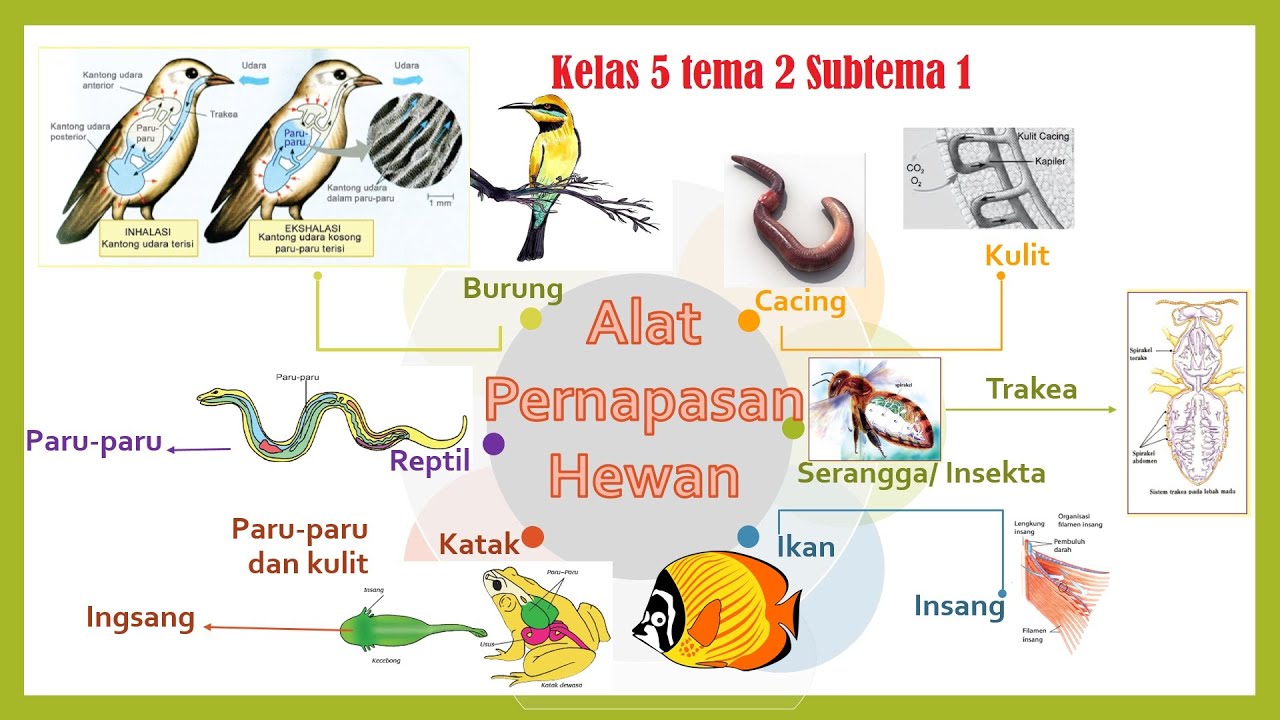 Kelas 5 tema 2 Subtema 1
Alat
Pernapasan
Hewan
Udara
Udara
Kantong udara
anterior
Trakea
Kantong udara
posterior
Paru-
paru
Paru-
paru
Kantong udara
dalam paru-paru
1 mm
INHALASI
Kantong udara terisi
EKSHALASI
Kantong udara kosong
paru-paru terisi
Burung
Cacing
Kulit Cacing
Kapiler
CO2
O2
Kulit
Paru-paru
Paru-paru
Reptil
spirakel
Trakea
Serangga/ Insekta
Spirakel
toraks
Spirakel
abdomen
Sistem trakea pada lebah madu
Paru-paru
dan kulit
Katak
Ingsang
Insang
Kecebong
Paru-Paru
Usus
Katak dewasa
Ikan
Insang
Lengkung
insang
Organisasi
filamen insang
Pembuluh
darah
Filamen
insang